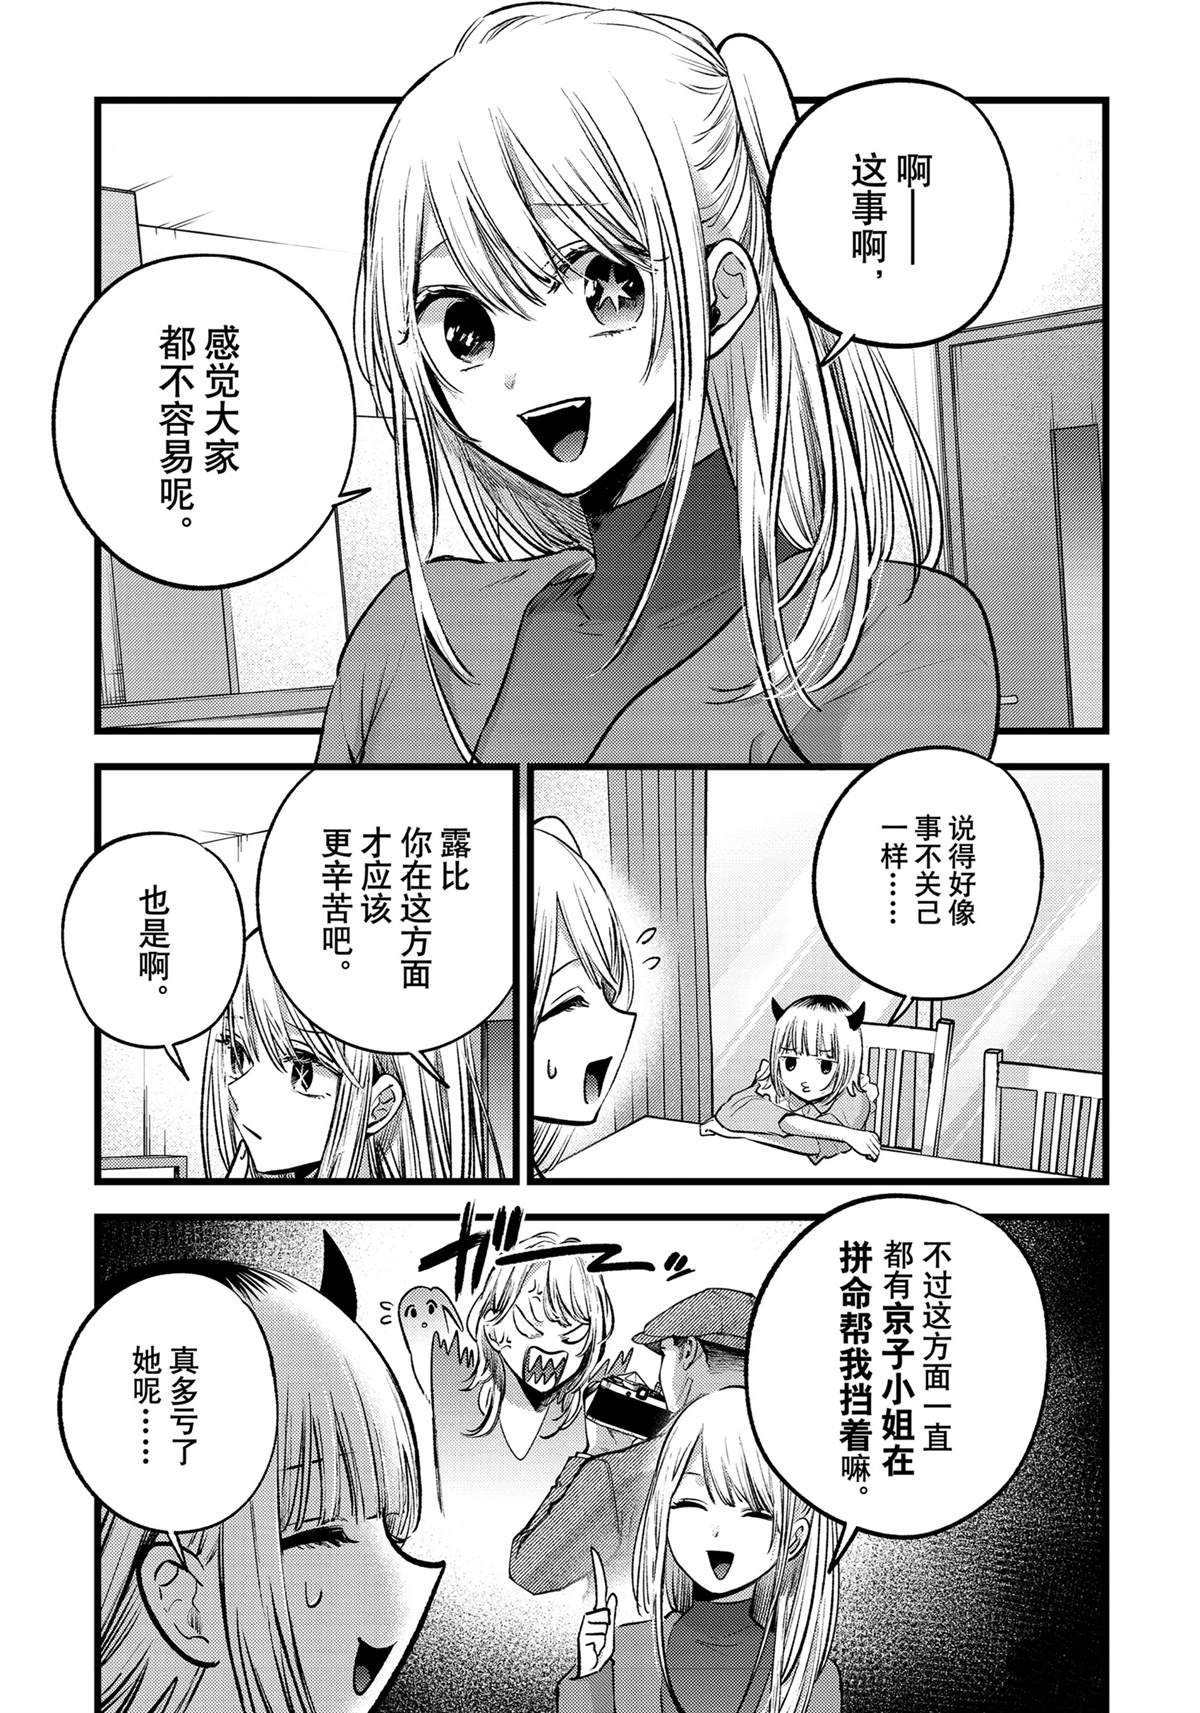 啊——
这事啊，
感觉大家
都不容易呢。
说得好像
事不关己
一样……
露比
你在这方面
才应该
更辛苦吧。
也是
啊。
不过这方面一直
都有京子小姐在
拼命帮我挡着嘛。
真多亏了
她呢……